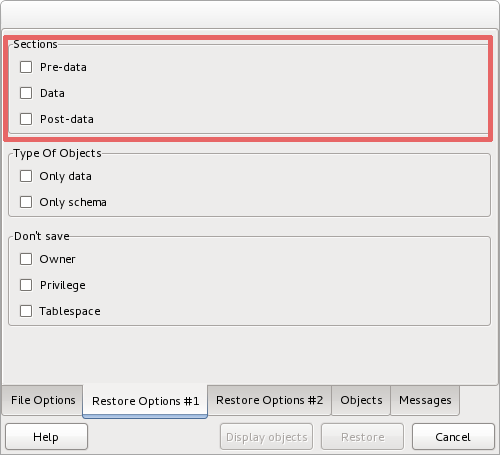 Sections
Pre-data
Data
Post-data
Type Of Objects
Only data
Only schema
Don't save
Owner
Privilege
Tablespace
File Options
Restore Options #1
Restore Options #2
Objects
Messages
Help
Display objects
Restore
Cancel